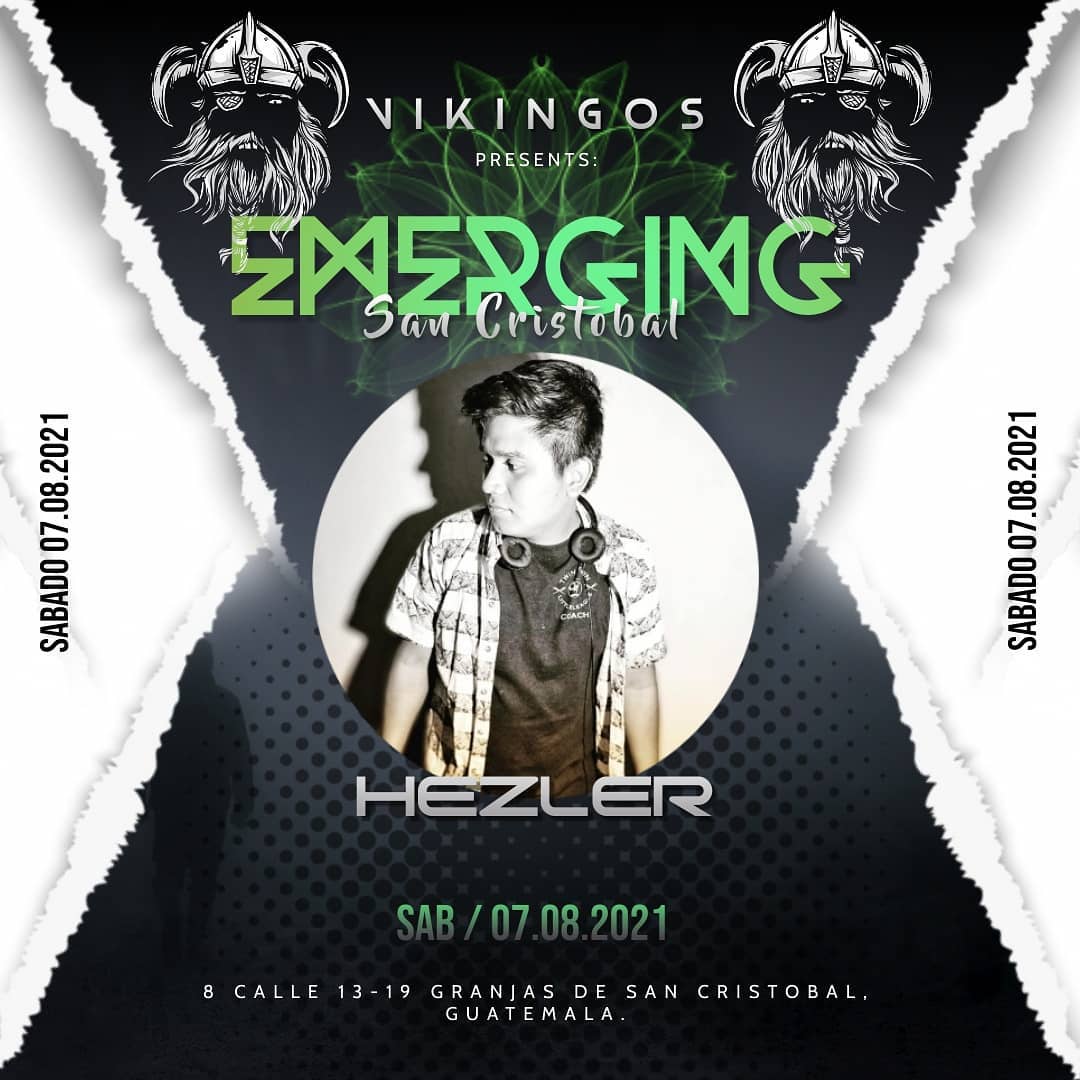 VIKINGOS
PRESENTS:
EMERGING
San Cristobal
SABADO 07.08.2021
SABADO 07.08.2021
COACH
HEZLER
SAB / 07.08.2021
8 CALLE 13-19 GRANJAS DE SAN CRISTOBAL,
GUATEMALA.